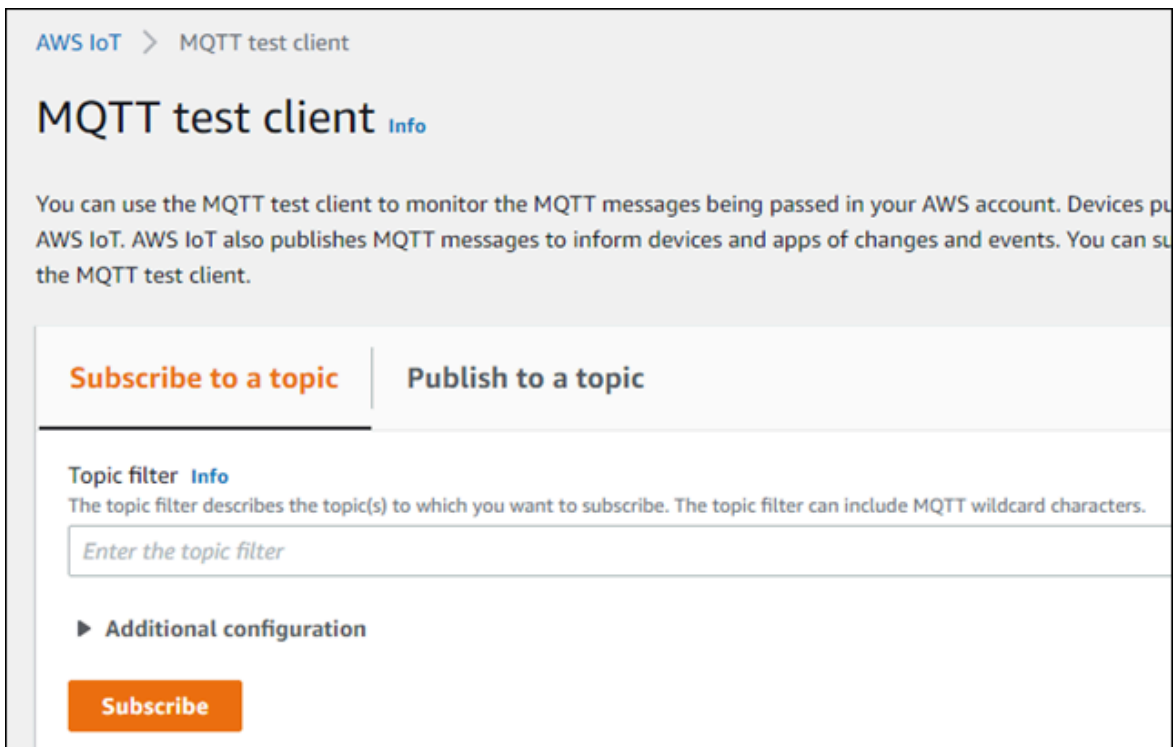 AWS IoT > MQTT test client
MQTT test client Info
You can use the MQTT test client to monitor the MQTT messages being passed in your AWS account. Devices pu
AWS IoT. AWS IoT also publishes MQTT messages to inform devices and apps of changes and events. You can su
the MQTT test client.
Subscribe to a topic Publish to a topic
Topic filter Info
The topic filter describes the topic(s) to which you want to subscribe. The topic filter can include MQTT wildcard characters.
Enter the topic filter
Additional configuration
Subscribe